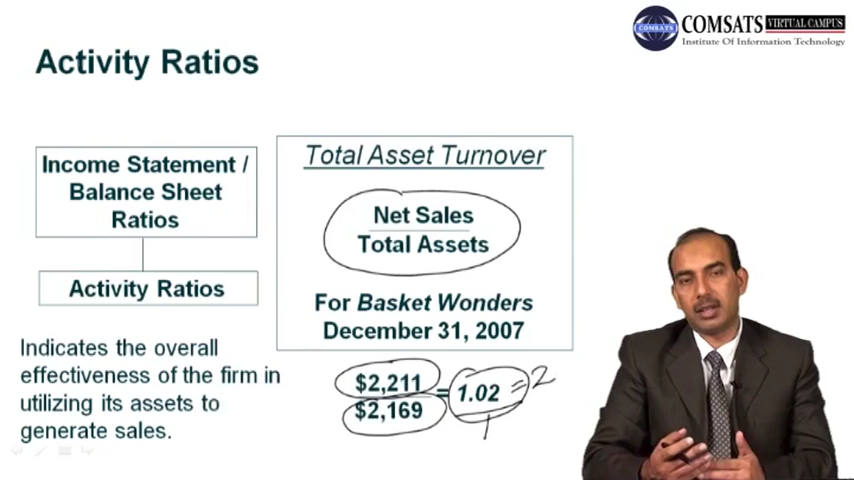 COMSATS VIRTUAL CAMPUS
COMSATS
Institute Of Information Technology
Activity Ratios
Income Statement /
Balance Sheet
Ratios
Activity Ratios
Indicates the overall
effectiveness of the firm in
utilizing its assets to
generate sales.
Total Asset Turnover
Net Sales
Total Assets
For Basket Wonders
December 31, 2007
$2,211
$2,169
= 1.02 = 2